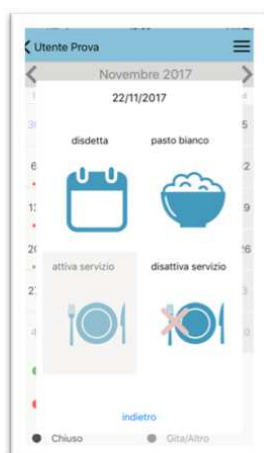 Utente Prova
Novembre 2017
22/11/2017
disdetta pasto bianco
attiva servizio disattiva servizio
indietro
Chiuso Gita/Altro